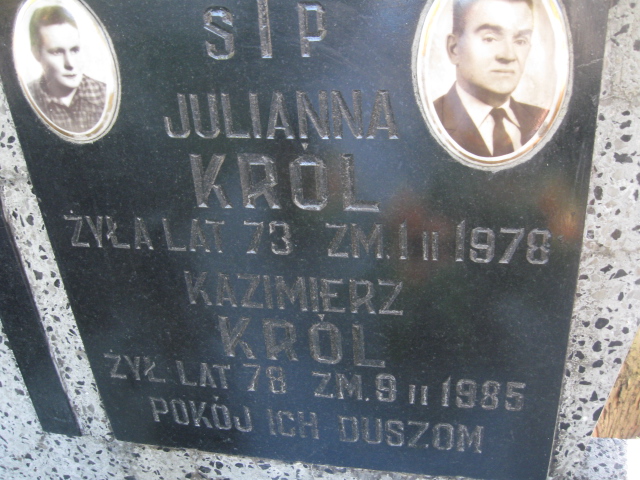 ŚTP
JULIANNA
KRÓL
ŻYŁA LAT 73 ZM. 1 II 1978
KAZIMIERZ
KRÓL
ŻYŁ LAT 78 ZM. 9 II 1985
POKÓJ ICH DUSZOM